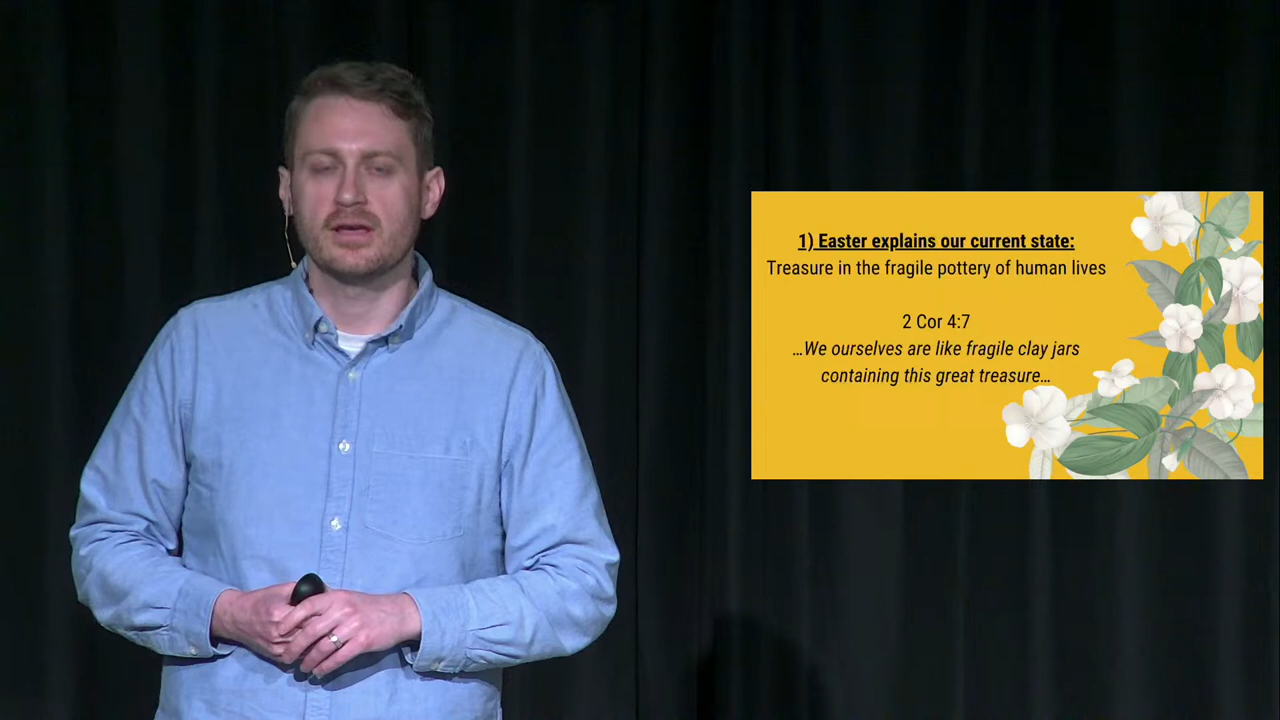 1) Easter explains our current state:
Treasure in the fragile pottery of human lives
2 Cor 4:7
…We ourselves are like fragile clay jars
containing this great treasure…